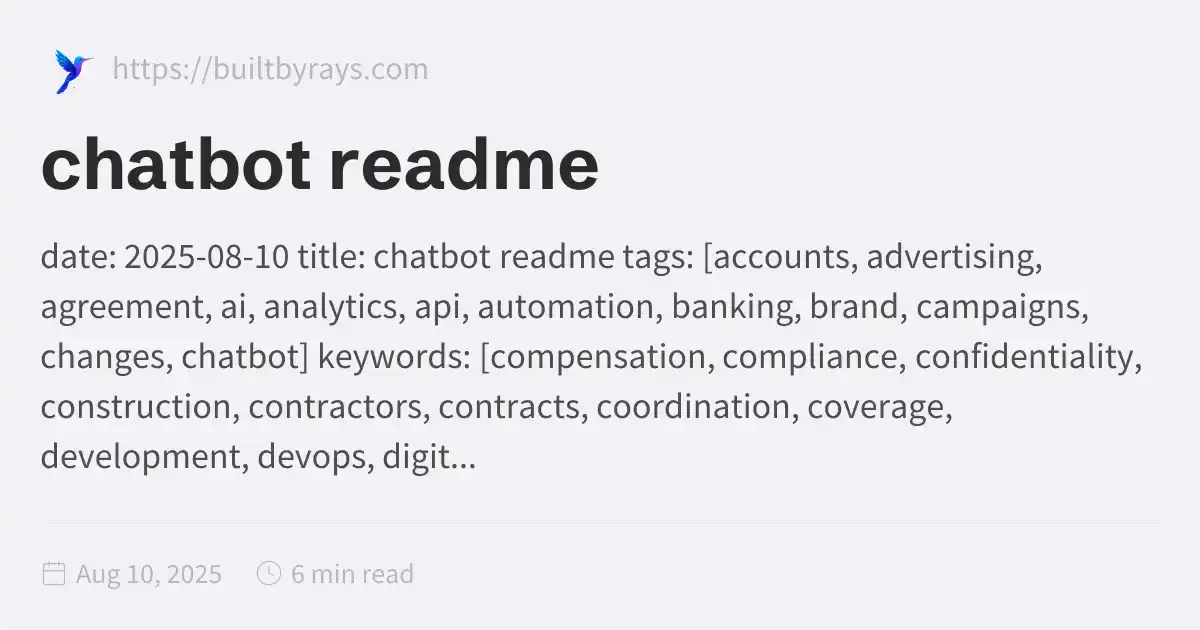 https://builtbyrays.com
chatbot readme
date: 2025-08-10 title: chatbot readme tags: [accounts, advertising,
agreement, ai, analytics, api, automation, banking, brand, campaigns,
changes, chatbot] keywords: [compensation, compliance, confidentiality,
construction, contractors, contracts, coordination, coverage,
development, devops, digit...
Aug 10, 2025 6 min read